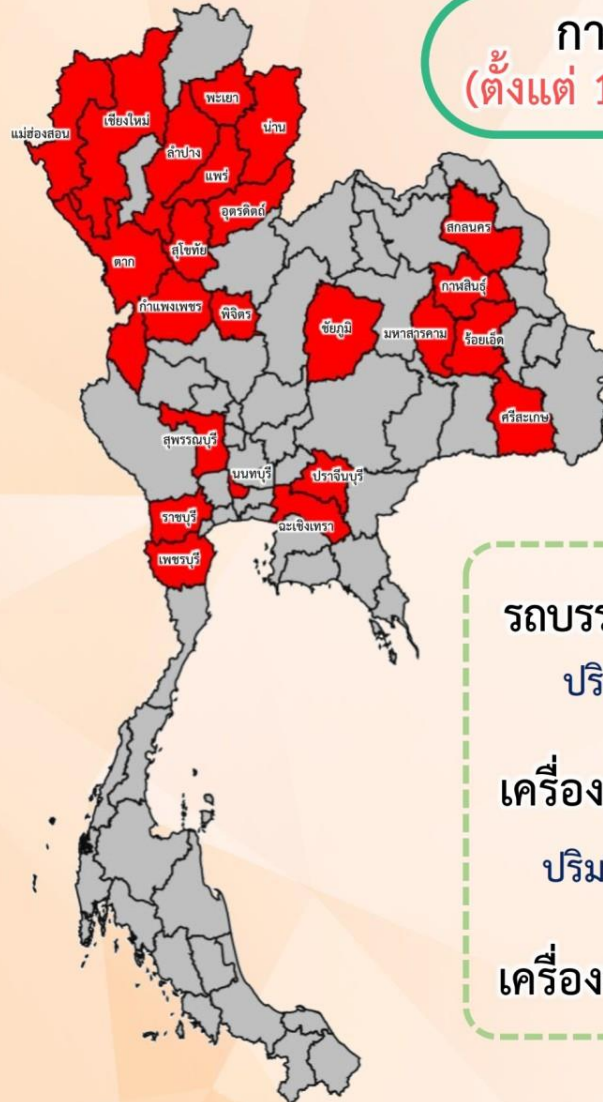 กา
(ตั้งแต่ 1
พะเยา
เชียงใหม่
น่าน
แม่ฮ่องสอน
ลำปาง
แพร่
อุตรดิตถ์
สกลนคร
สุโขทัย
ตาก
กาฬสินธุ์
กำแพงเพชร
พิจิตร
ชัยภูมิ
มหาสารคาม
ร้อยเอ็ด
ศรีสะเกษ
สุพรรณบุรี
นนทบุรี
ปราจีนบุรี
ราชบุรี
ฉะเชิงเทรา
เพชรบุรี
รถบรร
ปริ
เครื่อง
ปริม
เครื่อง